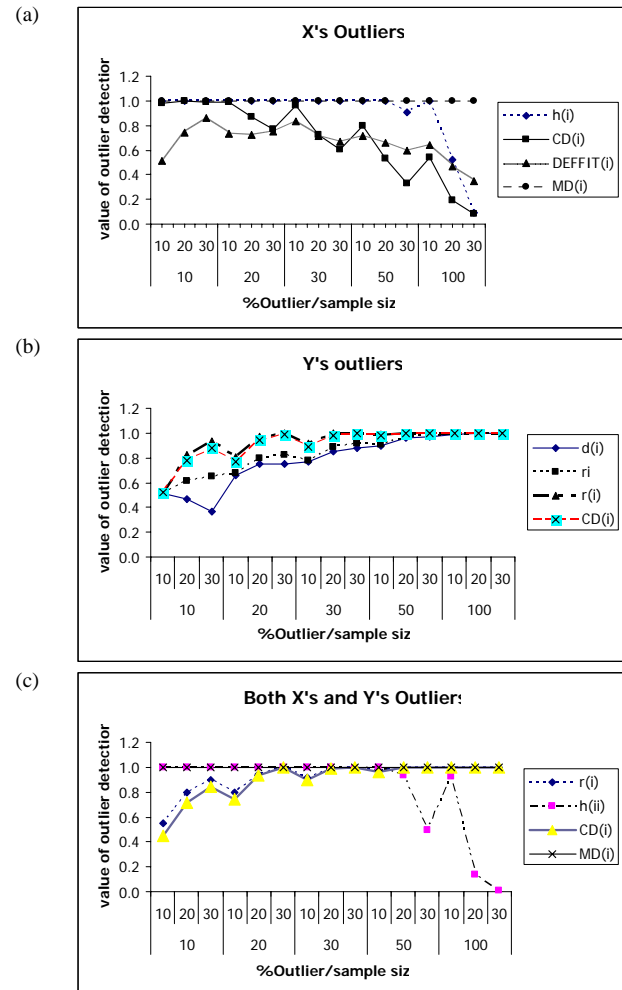 (a)
X's Outliers
value of outlier detection
1.2
1.0
0.8
0.6
0.4
0.2
0.0
10 20 30 10 20 30 10 20 30 10 20 30 10 20 30
10 20 30 50 100
%Outlier/sample siz
h(i)
CD(i)
DEFFIT(i)
MD(i)
(b)
Y's outliers
value of outlier detection
1.2
1.0
0.8
0.6
0.4
0.2
0.0
10 20 30 10 20 30 10 20 30 10 20 30 10 20 30
10 20 30 50 100
%Outlier/sample siz
d(i)
ri
r(i)
CD(i)
(c)
Both X's and Y's Outliers
value of outlier detection
1.2
1.0
0.8
0.6
0.4
0.2
0.0
10 20 30 10 20 30 10 20 30 10 20 30 10 20 30
10 20 30 50 100
%Outlier/sample siz
r(i)
h(ii)
CD(i)
MD(i)